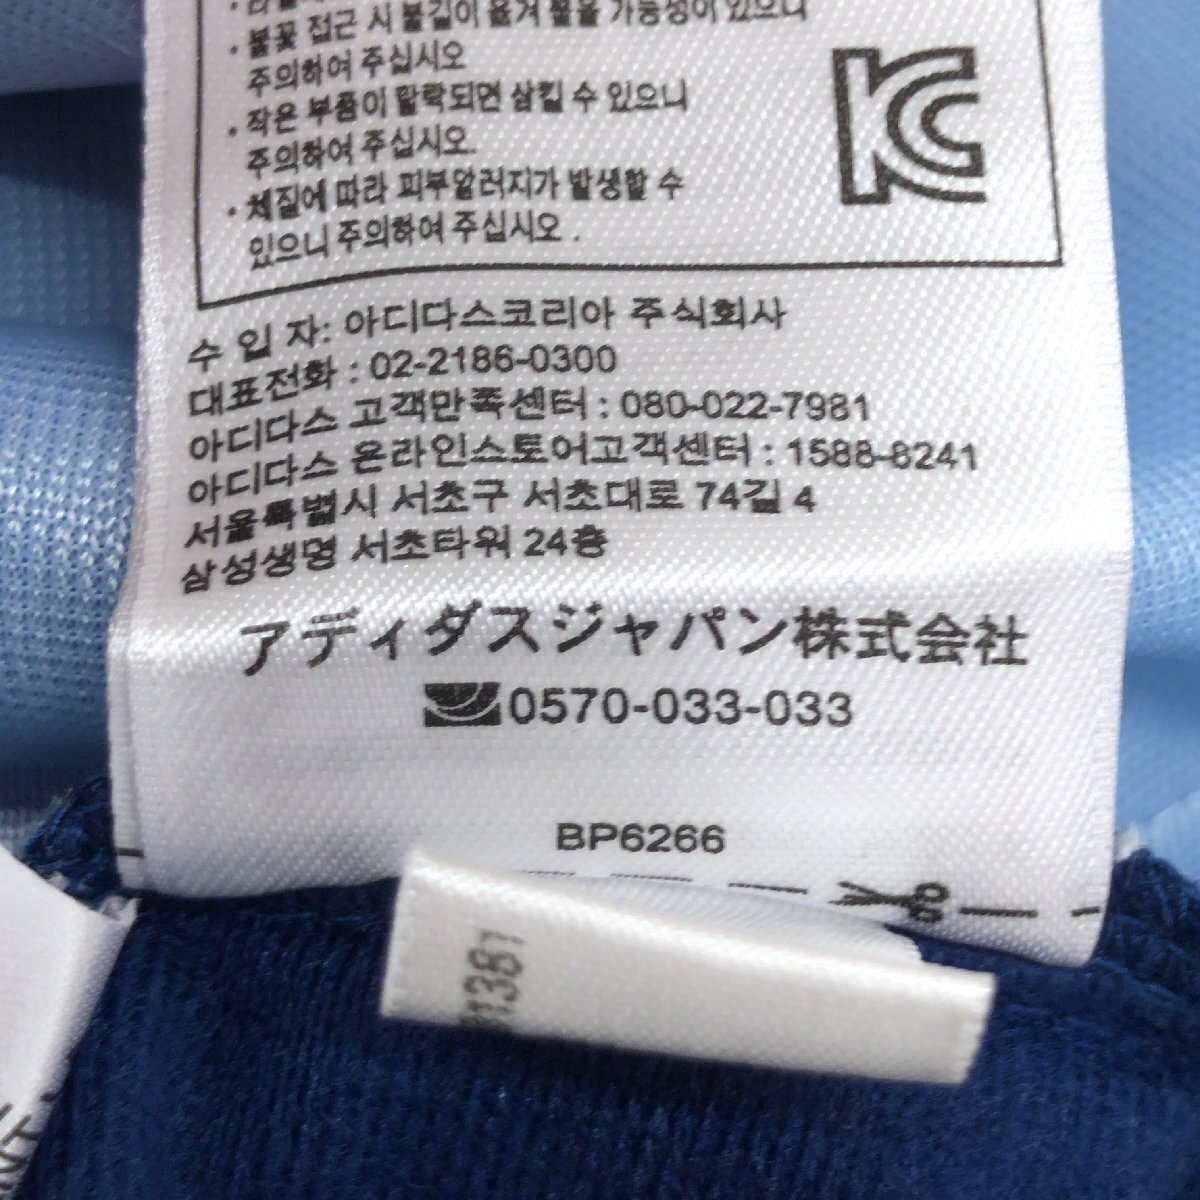 · 불꽃 접근 시 불길이 옮겨 붙을 가능성이 있으니
주의하여 주십시오
· 작은 부품이 탈락되면 삼킬 수 있으니
주의하여 주십시오.
· 체질에 따라 피부알러지가 발생할 수
있으니 주의하여 주십시오 .
KC
수 입 자: 아디다스코리아 주식회사
대표전화 : 02-2186-0300
아디다스 고객만족센터 : 080-022-7981
아디다스 온라인스토어고객센터 : 1588-8241
서울특별시 서초구 서초대로 74길 4
삼성생명 서초타워 24층
アディダスジャパン株式会社
0570-033-033
BP6266